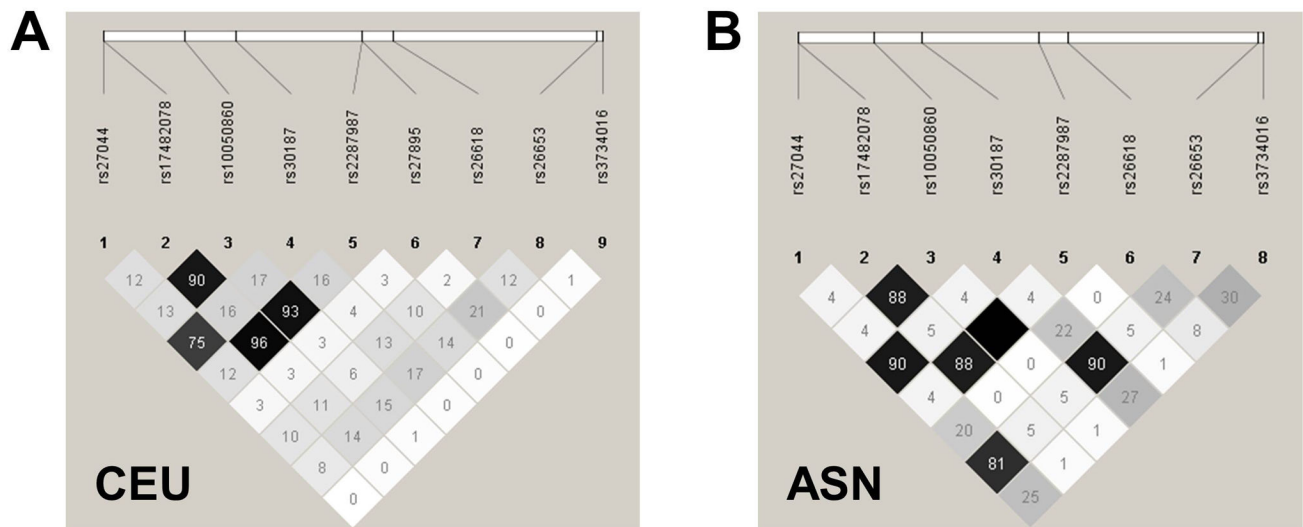 A
rs27044
rs17482078
rs10050860
rs30187
rs2287987
rs27895
rs26618
rs26653
rs3734016
1 2 3 4 5 6 7 8 9
12 90 17 16 3 2 12 1
13 16 93 4 10 21 0
75 96 3 13 14 0
12 3 6 17 0
3 11 15 0
10 14 1
8 0
0
CEU
B
rs27044
rs17482078
rs10050860
rs30187
rs2287987
rs26618
rs26653
rs3734016
1 2 3 4 5 6 7 8
4 88 4 4 0 24 30
4 5 22 5 8
90 88 0 90 1
4 0 5 27
20 5 1
81 1
25
ASN